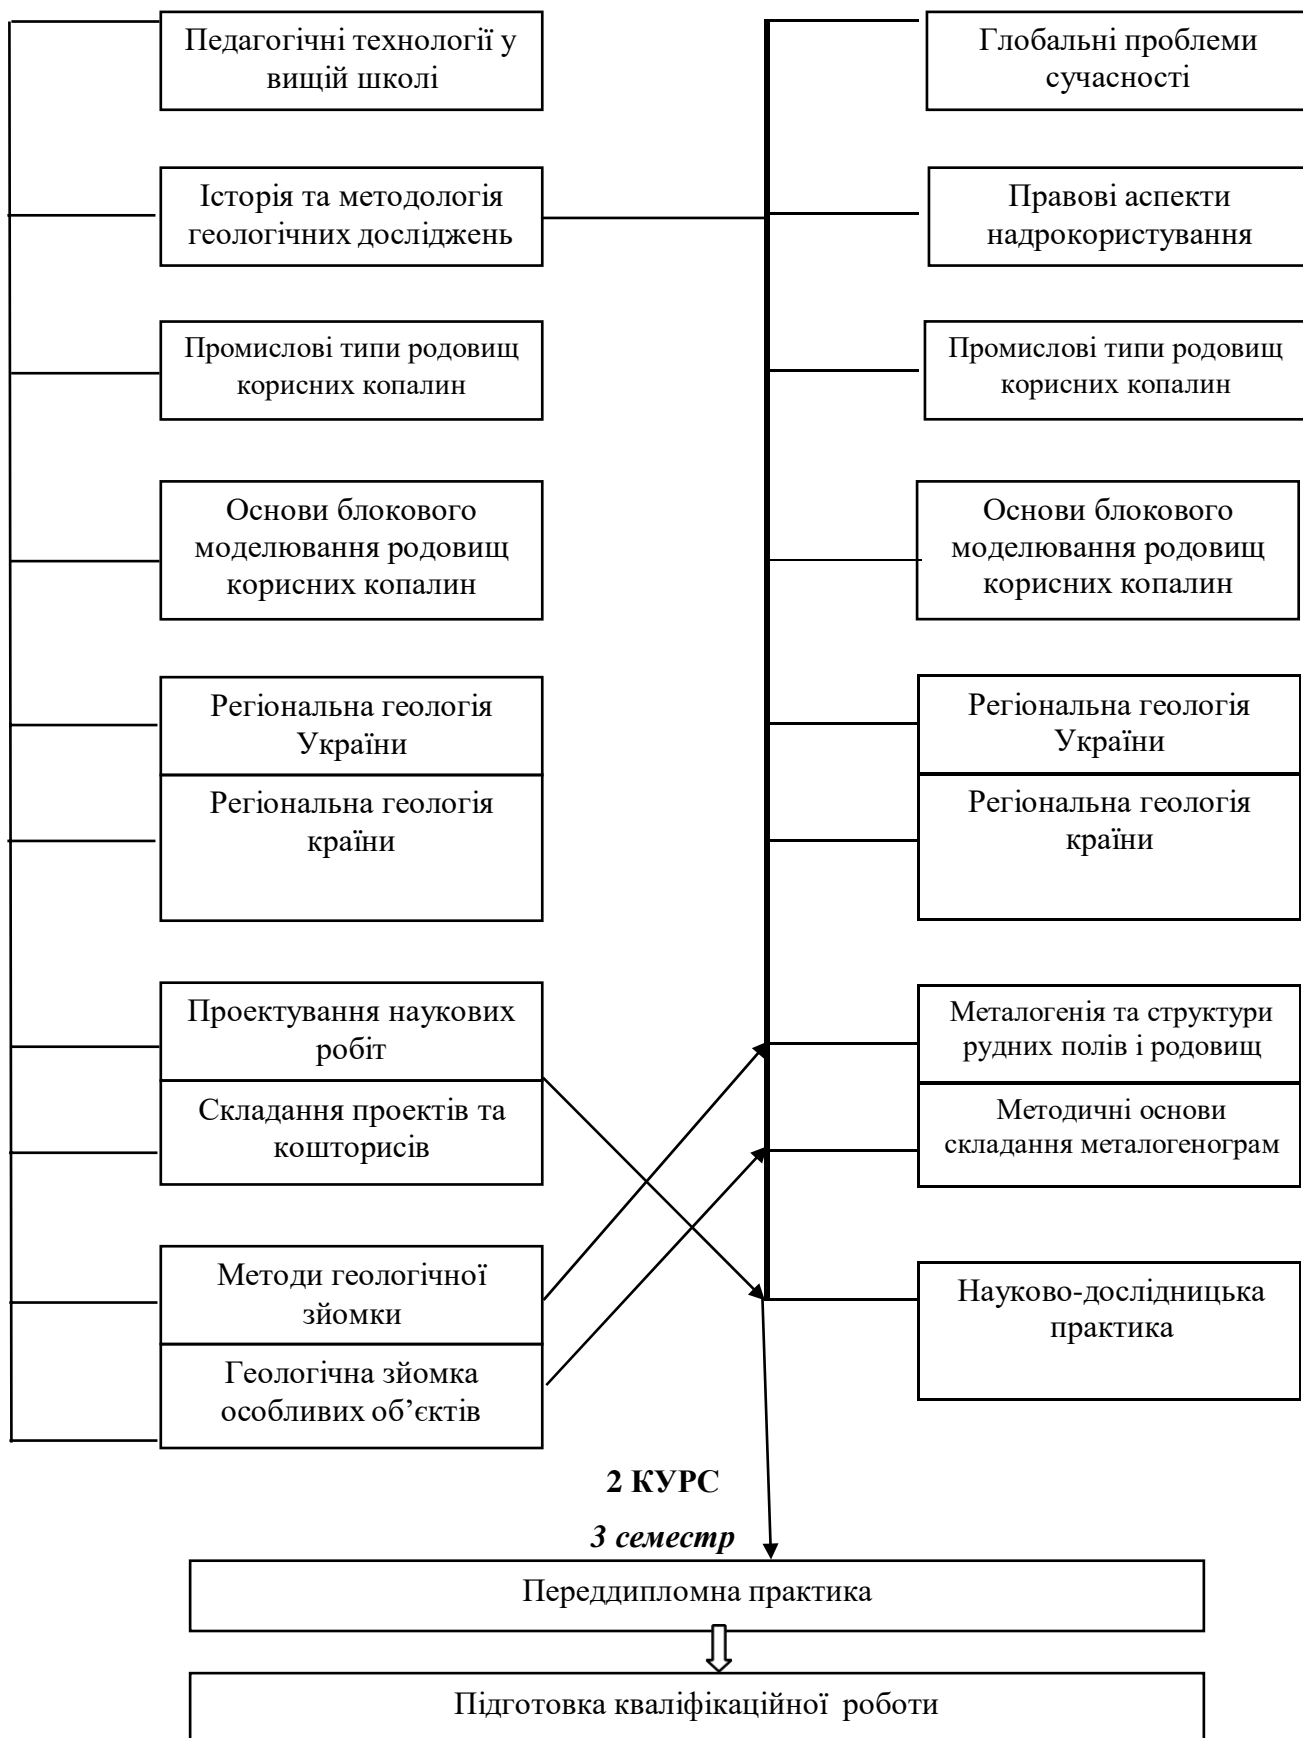 Педагогічні технології у
вищій школі
Історія та методологія
геологічних досліджень
Промислові типи родовищ
корисних копалин
Основи блокового
моделювання родовищ
корисних копалин
Регіональна геологія
України
Регіональна геологія
країни
Проектування наукових
робіт
Складання проектів та
кошторисів
Методи геологічної
зйомки
Геологічна зйомка
особливих об’єктів
Глобальні проблеми
сучасності
Правові аспекти
надрокористування
Промислові типи родовищ
корисних копалин
Основи блокового
моделювання родовищ
корисних копалин
Регіональна геологія
України
Регіональна геологія
країни
Металогенія та структури
рудних полів і родовищ
Методичні основи
складання металогенограм
Науково-дослідницька
практика
2 КУРС
3 семестр
Переддипломна практика
Підготовка кваліфікаційної роботи